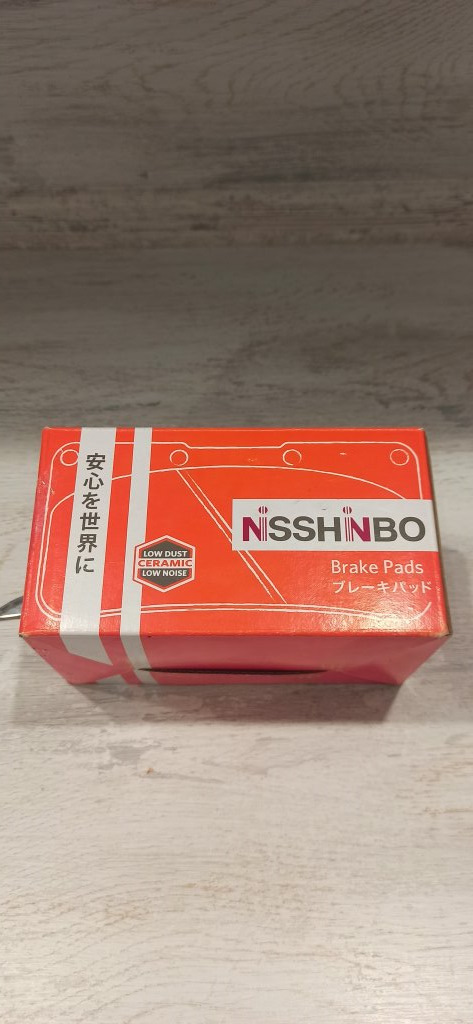 安心を世界に
LOW DUST
CERAMIC
LOW NOISE
NISSHINBO
Brake Pads
ブレーキパッド